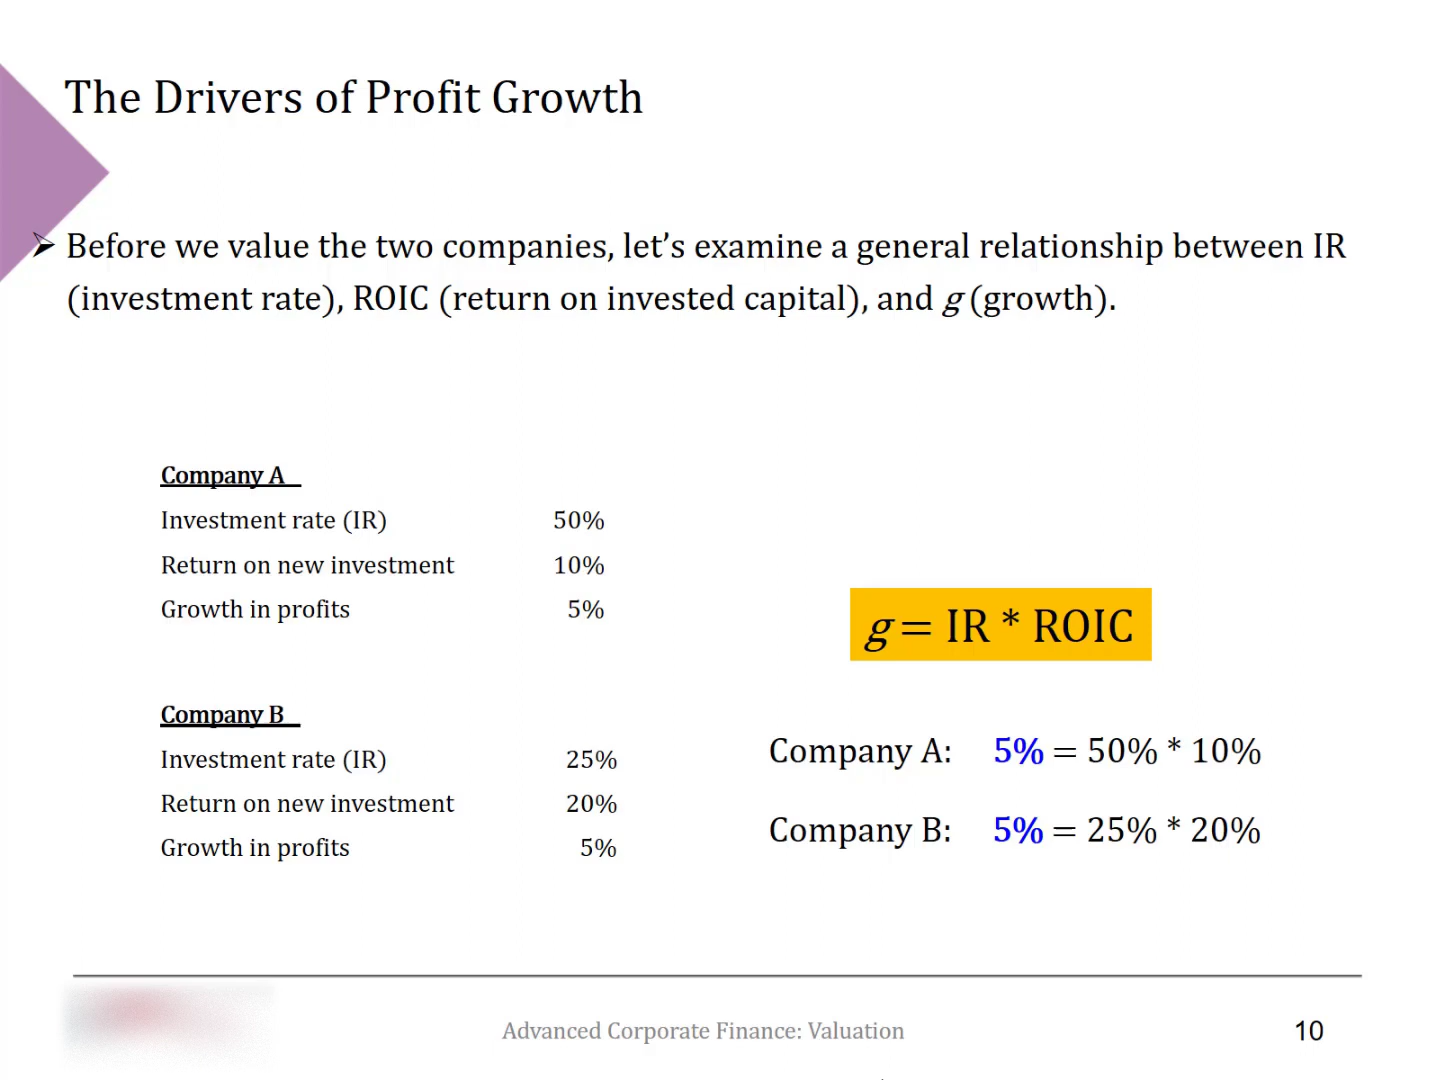 The Drivers of Profit Growth
➢ Before we value the two companies, let’s examine a general relationship between IR
(investment rate), ROIC (return on invested capital), and g (growth).
Company A
Investment rate (IR) 50%
Return on new investment 10%
Growth in profits 5%
g = IR * ROIC
Company B
Investment rate (IR) 25%
Return on new investment 20%
Growth in profits 5%
Company A: 5% = 50% * 10%
Company B: 5% = 25% * 20%
Advanced Corporate Finance: Valuation
10